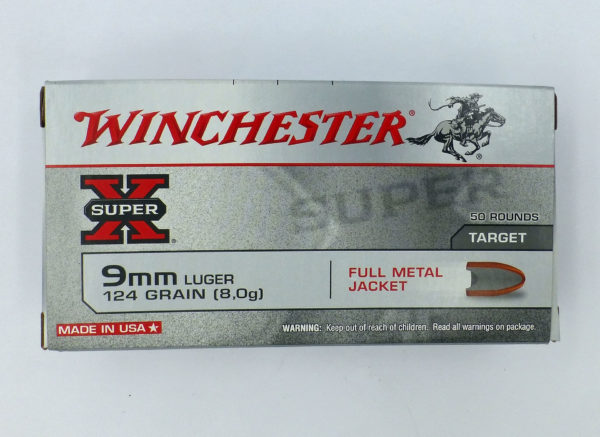 WINCHESTER®
®
SUPER
X
SUPER
®
50 ROUNDS
TARGET
9mm LUGER
124 GRAIN (8,0g)
FULL METAL
JACKET
MADE IN USA★
WARNING: Keep out of reach of children. Read all warnings on package.